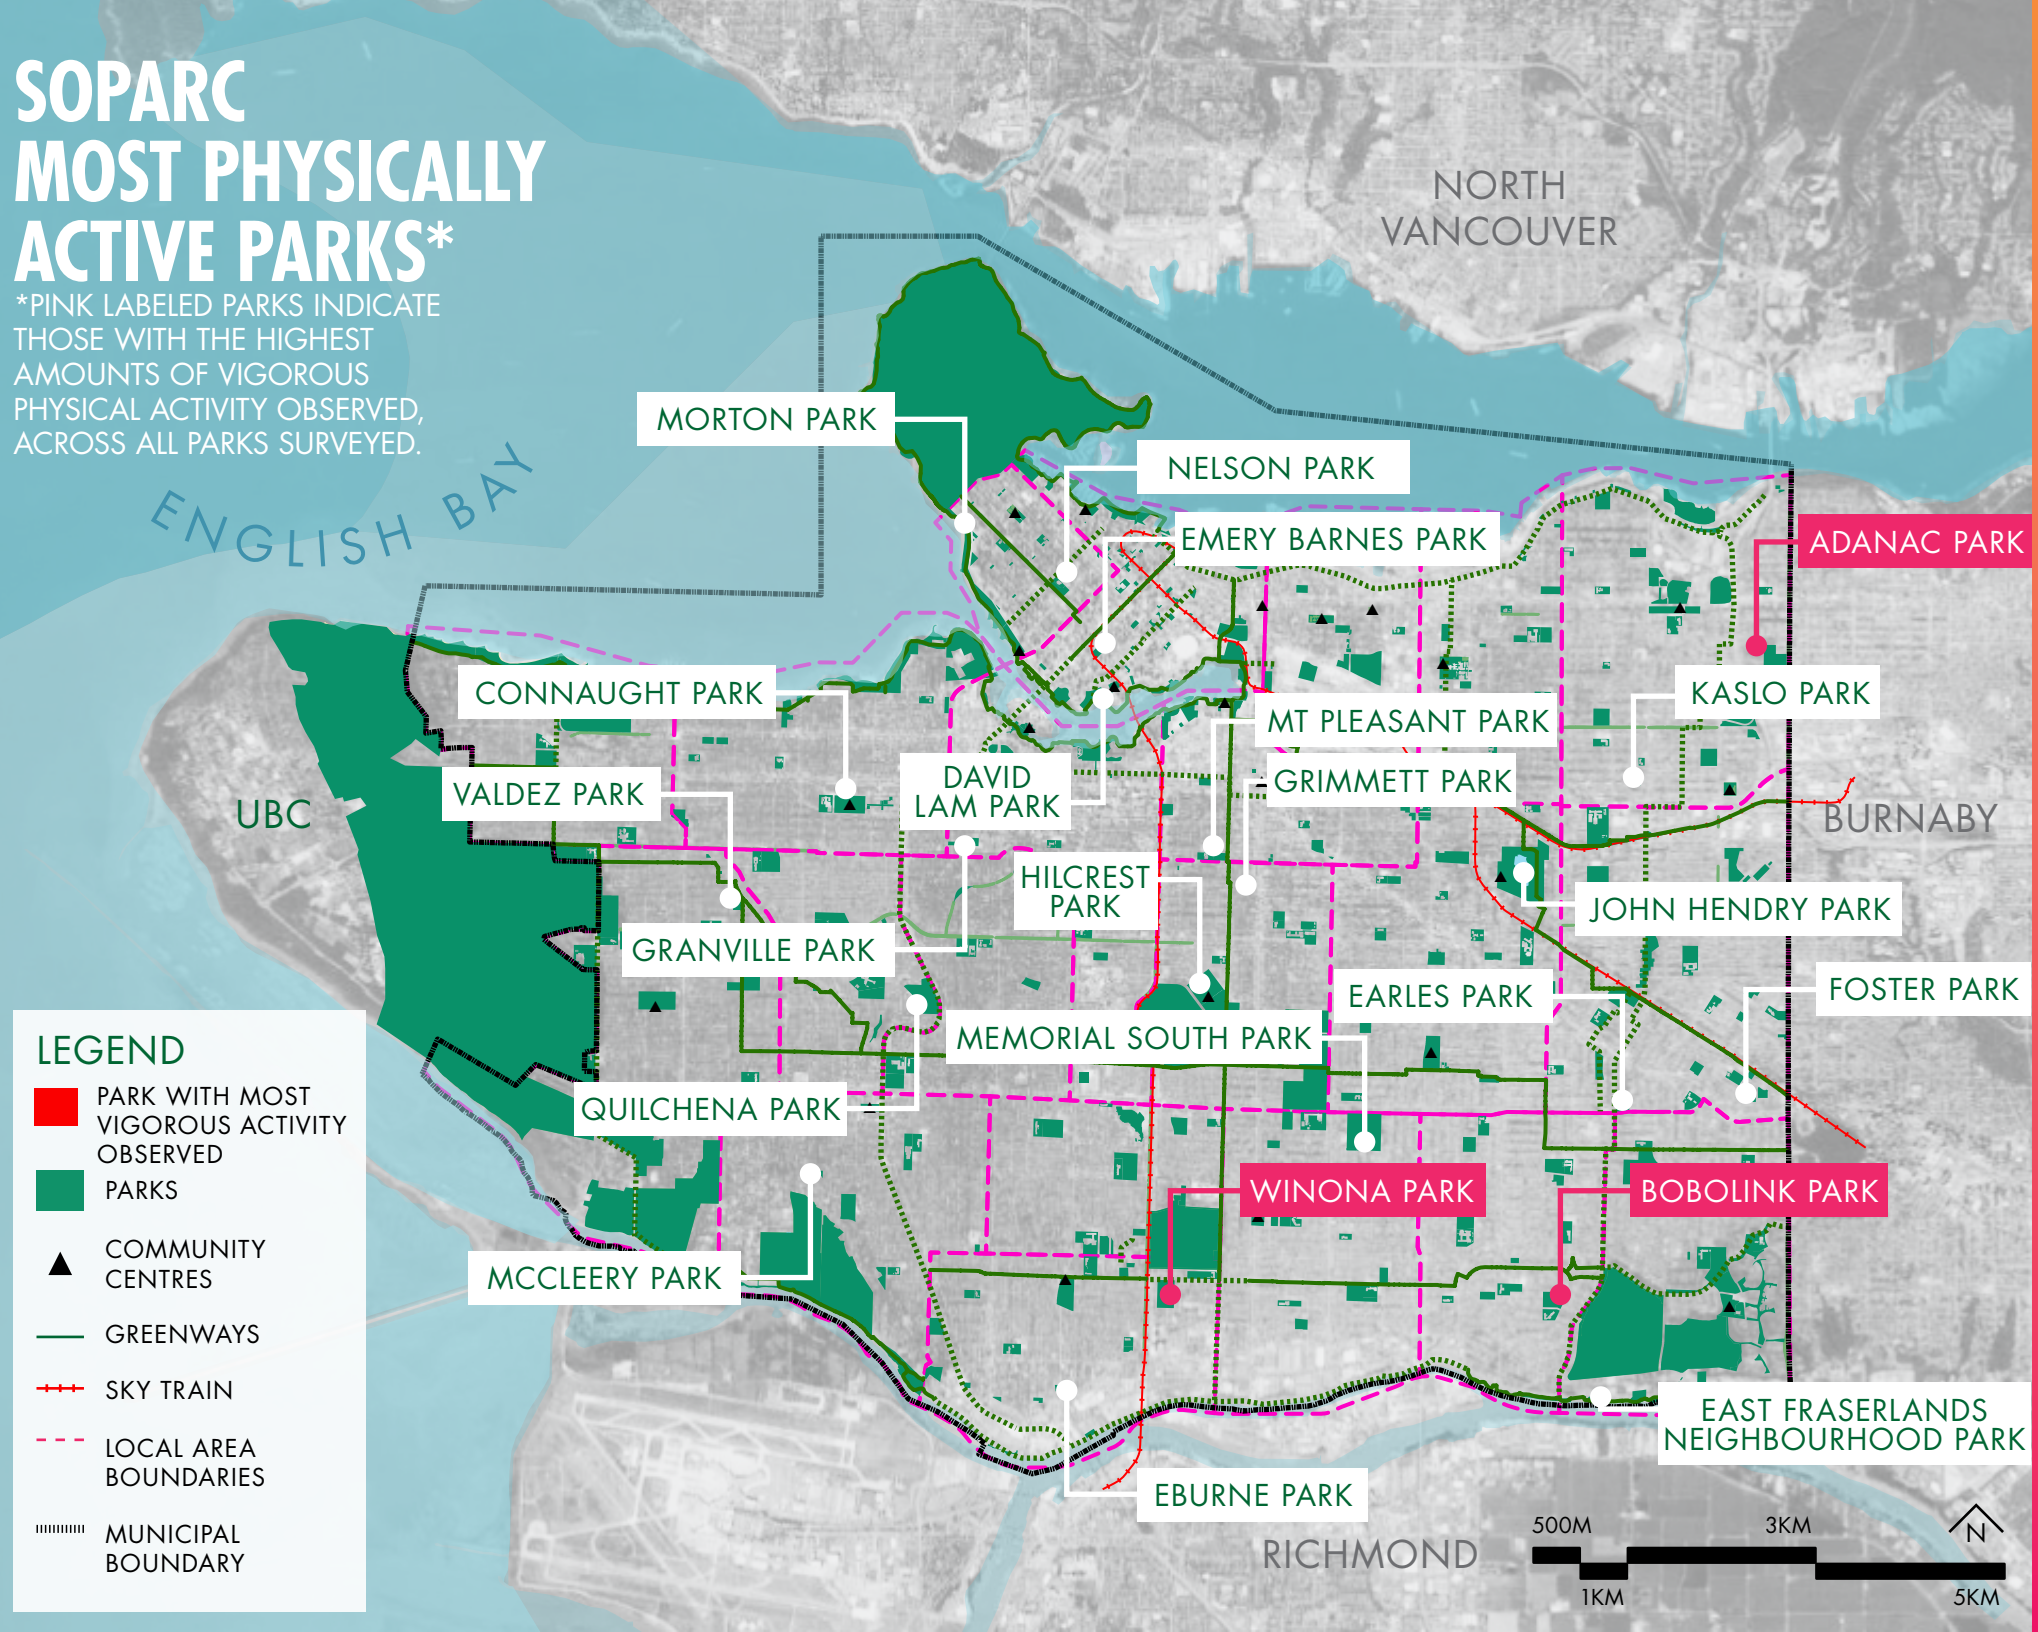 SOPARC
MOST PHYSICALLY
ACTIVE PARKS*
*PINK LABELED PARKS INDICATE
THOSE WITH THE HIGHEST
AMOUNTS OF VIGOROUS
PHYSICAL ACTIVITY OBSERVED,
ACROSS ALL PARKS SURVEYED.
ENGLISH BAY
NORTH
VANCOUVER
MORTON PARK
NELSON PARK
EMERY BARNES PARK
ADANAC PARK
CONNAUGHT PARK
KASLO PARK
MT PLEASANT PARK
VALDEZ PARK
DAVID
LAM PARK
GRIMMETT PARK
UBC
BURNABY
HILCREST
PARK
JOHN HENDRY PARK
GRANVILLE PARK
EARLES PARK
FOSTER PARK
MEMORIAL SOUTH PARK
QUILCHENA PARK
WINONA PARK
BOBOLINK PARK
MCCLEERY PARK
EAST FRASERLANDS
NEIGHBOURHOOD PARK
EBURNE PARK
RICHMOND
LEGEND
PARK WITH MOST
VIGOROUS ACTIVITY
OBSERVED
PARKS
COMMUNITY
CENTRES
GREENWAYS
SKY TRAIN
LOCAL AREA
BOUNDARIES
MUNICIPAL
BOUNDARY
500M
3KM
N
1KM
5KM